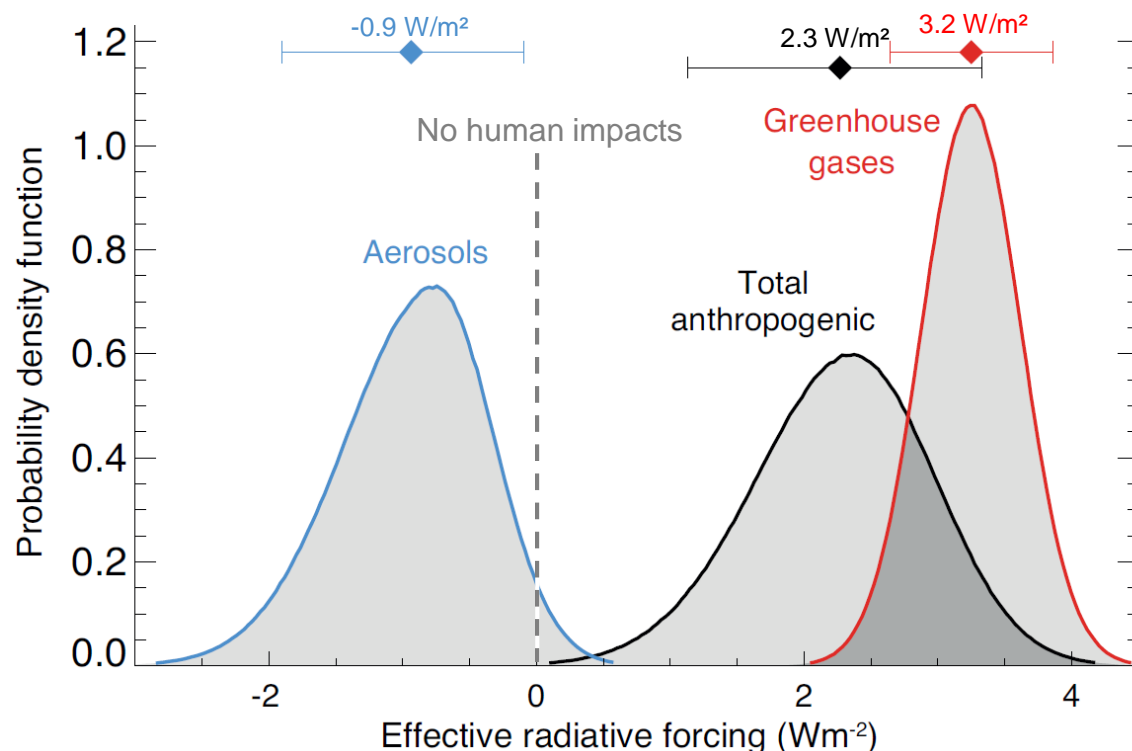 -0.9 W/m²
2.3 W/m²
3.2 W/m²
No human impacts
Greenhouse
gases
Aerosols
Total
anthropogenic
Probability density function
1.2
1.0
0.8
0.6
0.4
0.2
0.0
-2
0
2
4
Effective radiative forcing (Wm-2)